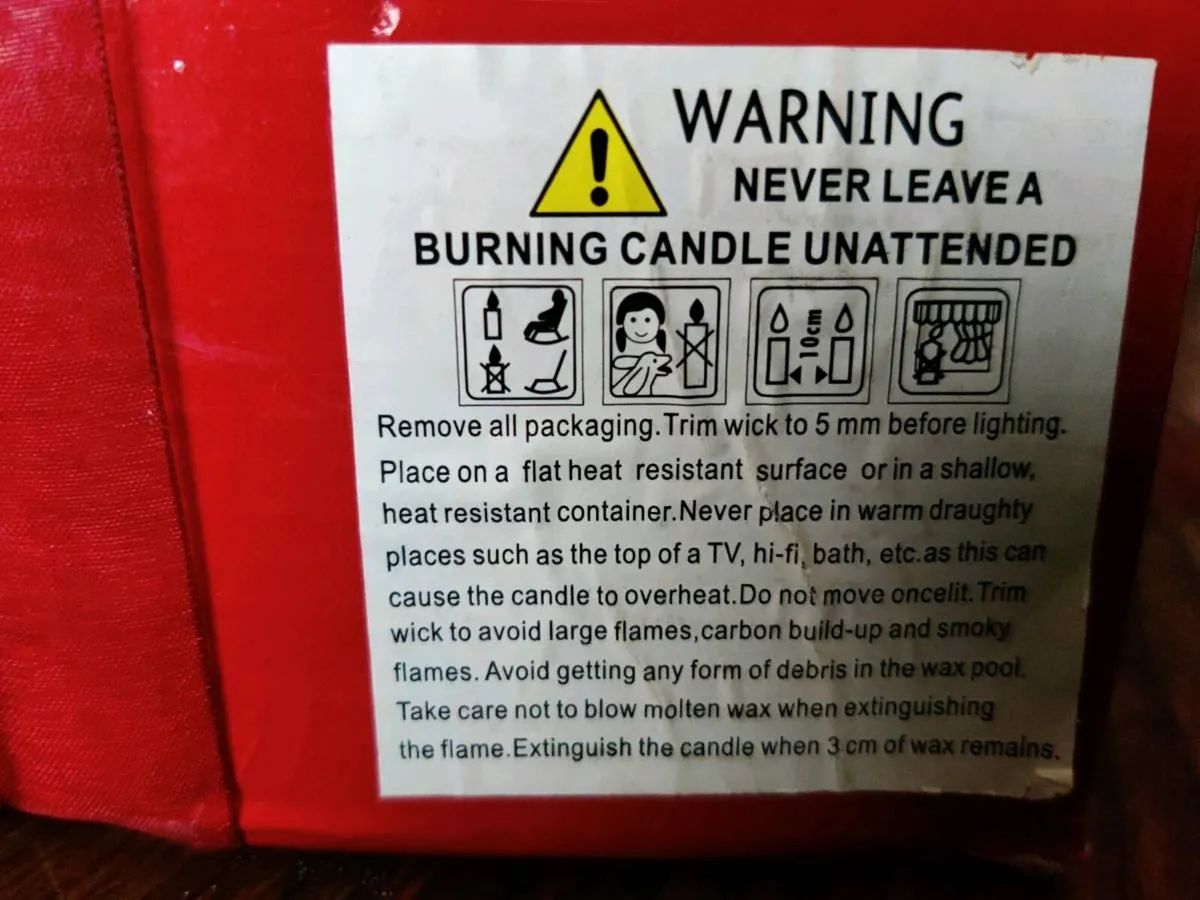 WARNING
NEVER LEAVE A
BURNING CANDLE UNATTENDED
10cm
Remove all packaging.Trim wick to 5 mm before lighting.
Place on a flat heat resistant surface or in a shallow,
heat resistant container.Never place in warm draughty
places such as the top of a TV, hi-fi, bath, etc.as this can
cause the candle to overheat.Do not move oncelit.Trim
wick to avoid large flames,carbon build-up and smoky
flames. Avoid getting any form of debris in the wax pool.
Take care not to blow molten wax when extinguishing
the flame.Extinguish the candle when 3 cm of wax remains.